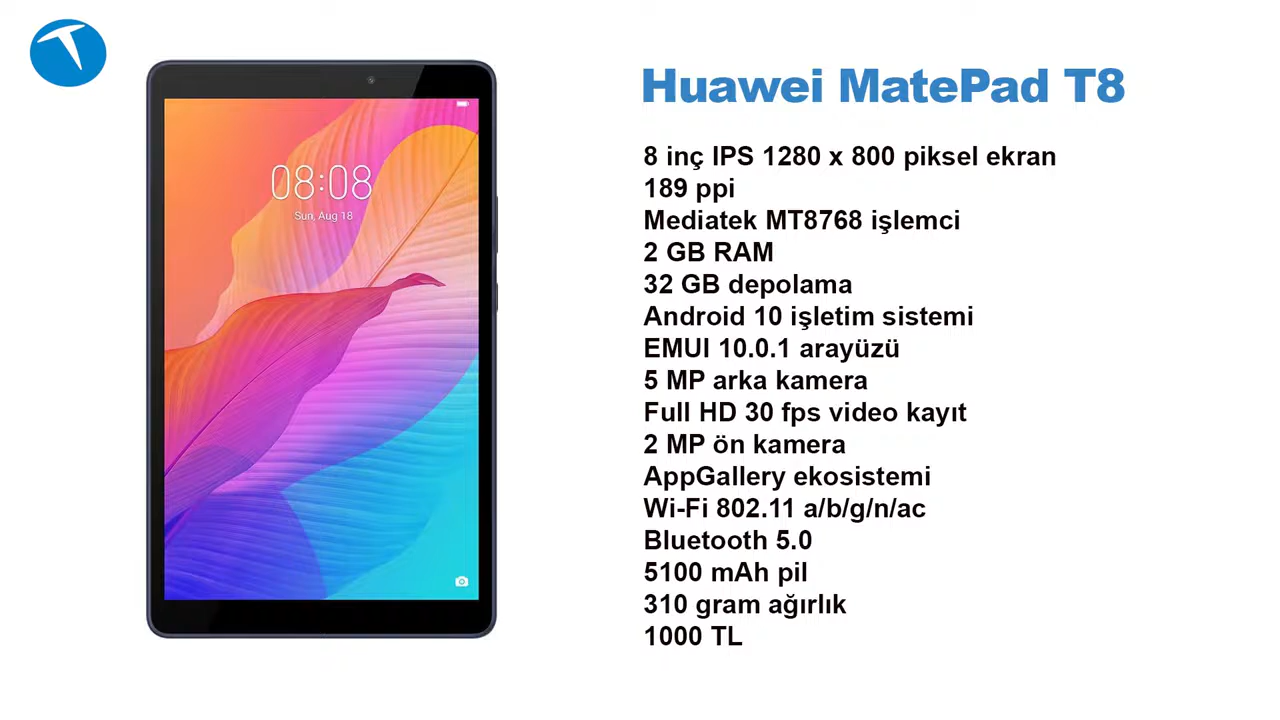 Huawei MatePad T8
08:08
Sun, Aug 18
8 inç IPS 1280 x 800 piksel ekran
189 ppi
Mediatek MT8768 işlemci
2 GB RAM
32 GB depolama
Android 10 işletim sistemi
EMUI 10.0.1 arayüzü
5 MP arka kamera
Full HD 30 fps video kayıt
2 MP ön kamera
AppGallery ekosistemi
Wi-Fi 802.11 a/b/g/n/ac
Bluetooth 5.0
5100 mAh pil
310 gram ağırlık
1000 TL